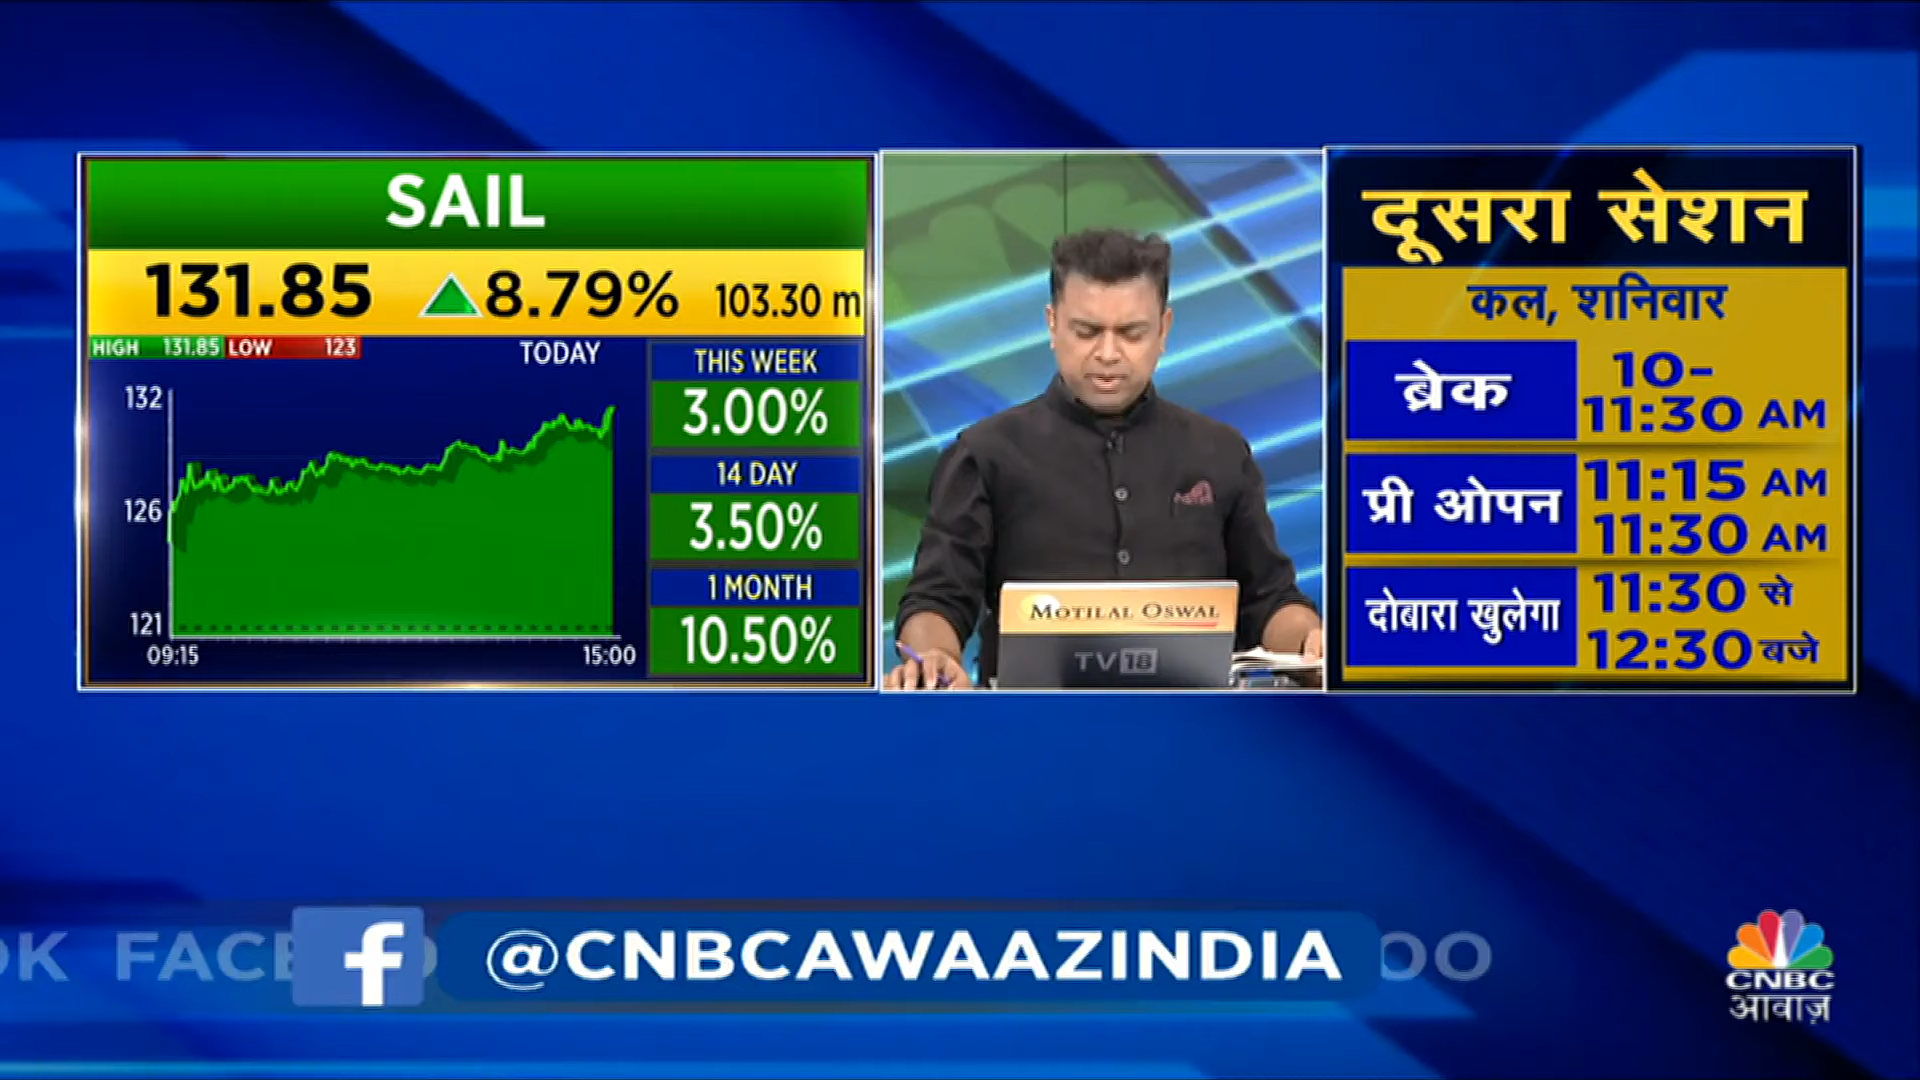 SAIL
131.85 ▲ 8.79% 103.30 m
HIGH 131.85 LOW 123
TODAY
132
126
121
09:15 15:00
THIS WEEK
3.00%
14 DAY
3.50%
1 MONTH
10.50%
MOTILAL OSWAL
TV18
दूसरा सेशन
कल, शनिवार
ब्रेक
10-
11:30 AM
प्री ओपन
11:15 AM
11:30 AM
दोबारा खुलेगा
11:30 से
12:30 बजे
OK FACE
f @CNBCAWAAZINDIA
OO
CNBC
आवाज़